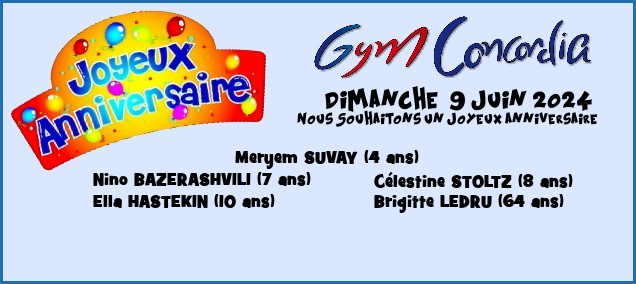 Joyeux
Anniversaire
Gym Concordia
DIMANCHE 9 JUIN 2024
NOUS SOUHAITONS UN JOYEUX ANNIVERSAIRE
Meryem SUVAY (4 ans)
Nino BAZERASHVILI (7 ans)
Célestine STOLTZ (8 ans)
Ella HASTEKIN (10 ans)
Brigitte LEDRU (64 ans)